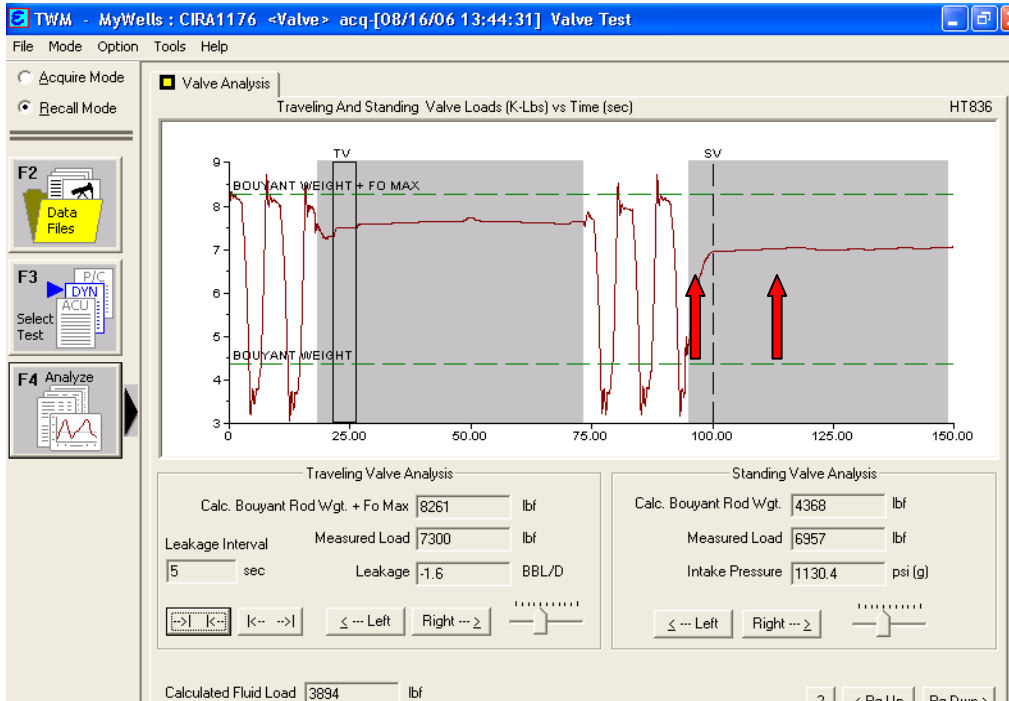 TWM - MyWells : CIRA1176 <Valve> acq-[08/16/06 13:44:31] Valve Test
File Mode Option Tools Help
Acquire Mode
Recall Mode
F2
Data
Files
F3
P/C
DYN
ACU
Select
Test
F4 Analyze
Valve Analysis
Traveling And Standing Valve Loads (K-Lbs) vs Time (sec)
HT836
TV
SV
BOUYANT WEIGHT + FO MAX
BOUYANT WEIGHT
9
8
7
6
5
4
3
0 25.00 50.00 75.00 100.00 125.00 150.00
Traveling Valve Analysis
Calc. Bouyant Rod Wgt. + Fo Max 8261 lbf
Leakage Interval
Measured Load 7300 lbf
5 sec
Leakage -1.6 BBL/D
-->| |<--
|<-- -->|
< --- Left
Right --- >
Standing Valve Analysis
Calc. Bouyant Rod Wgt. 4368 lbf
Measured Load 6957 lbf
Intake Pressure 1130.4 psi (g)
< --- Left
Right --- >
Calculated Fluid Load 3894 lbf
? < Pg Up Pg Dwn >